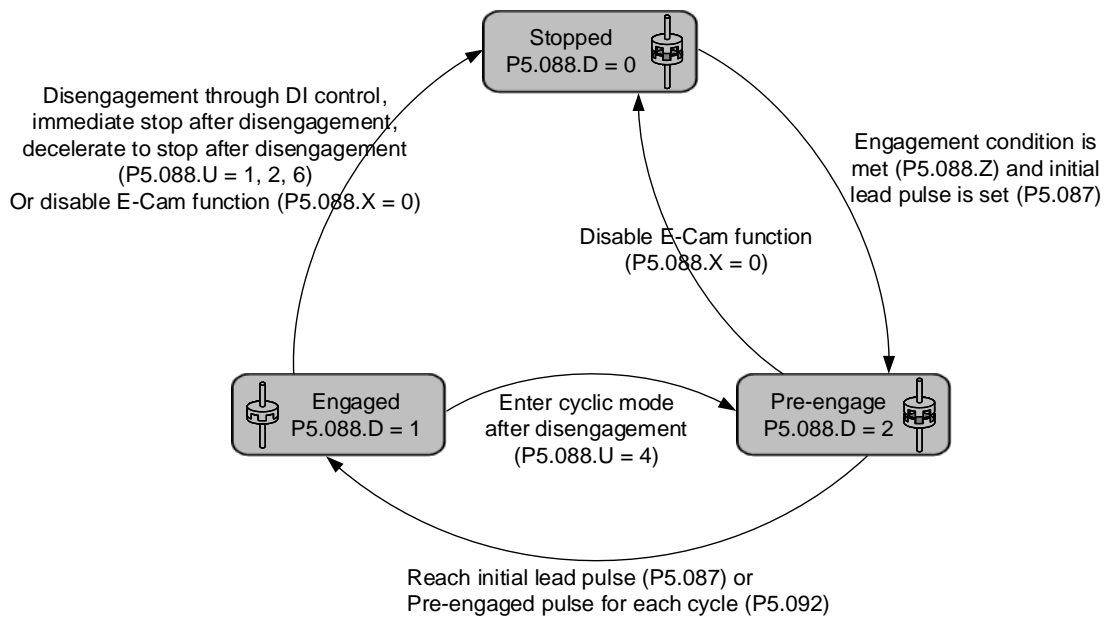 Stopped
P5.088.D = 0
Disengagement through DI control,
immediate stop after disengagement,
decelerate to stop after disengagement
(P5.088.U = 1, 2, 6)
Or disable E-Cam function (P5.088.X = 0)
Engagement condition is
met (P5.088.Z) and initial
lead pulse is set (P5.087)
Disable E-Cam function
(P5.088.X = 0)
Engaged
P5.088.D = 1
Enter cyclic mode
after disengagement
(P5.088.U = 4)
Pre-engage
P5.088.D = 2
Reach initial lead pulse (P5.087) or
Pre-engaged pulse for each cycle (P5.092)